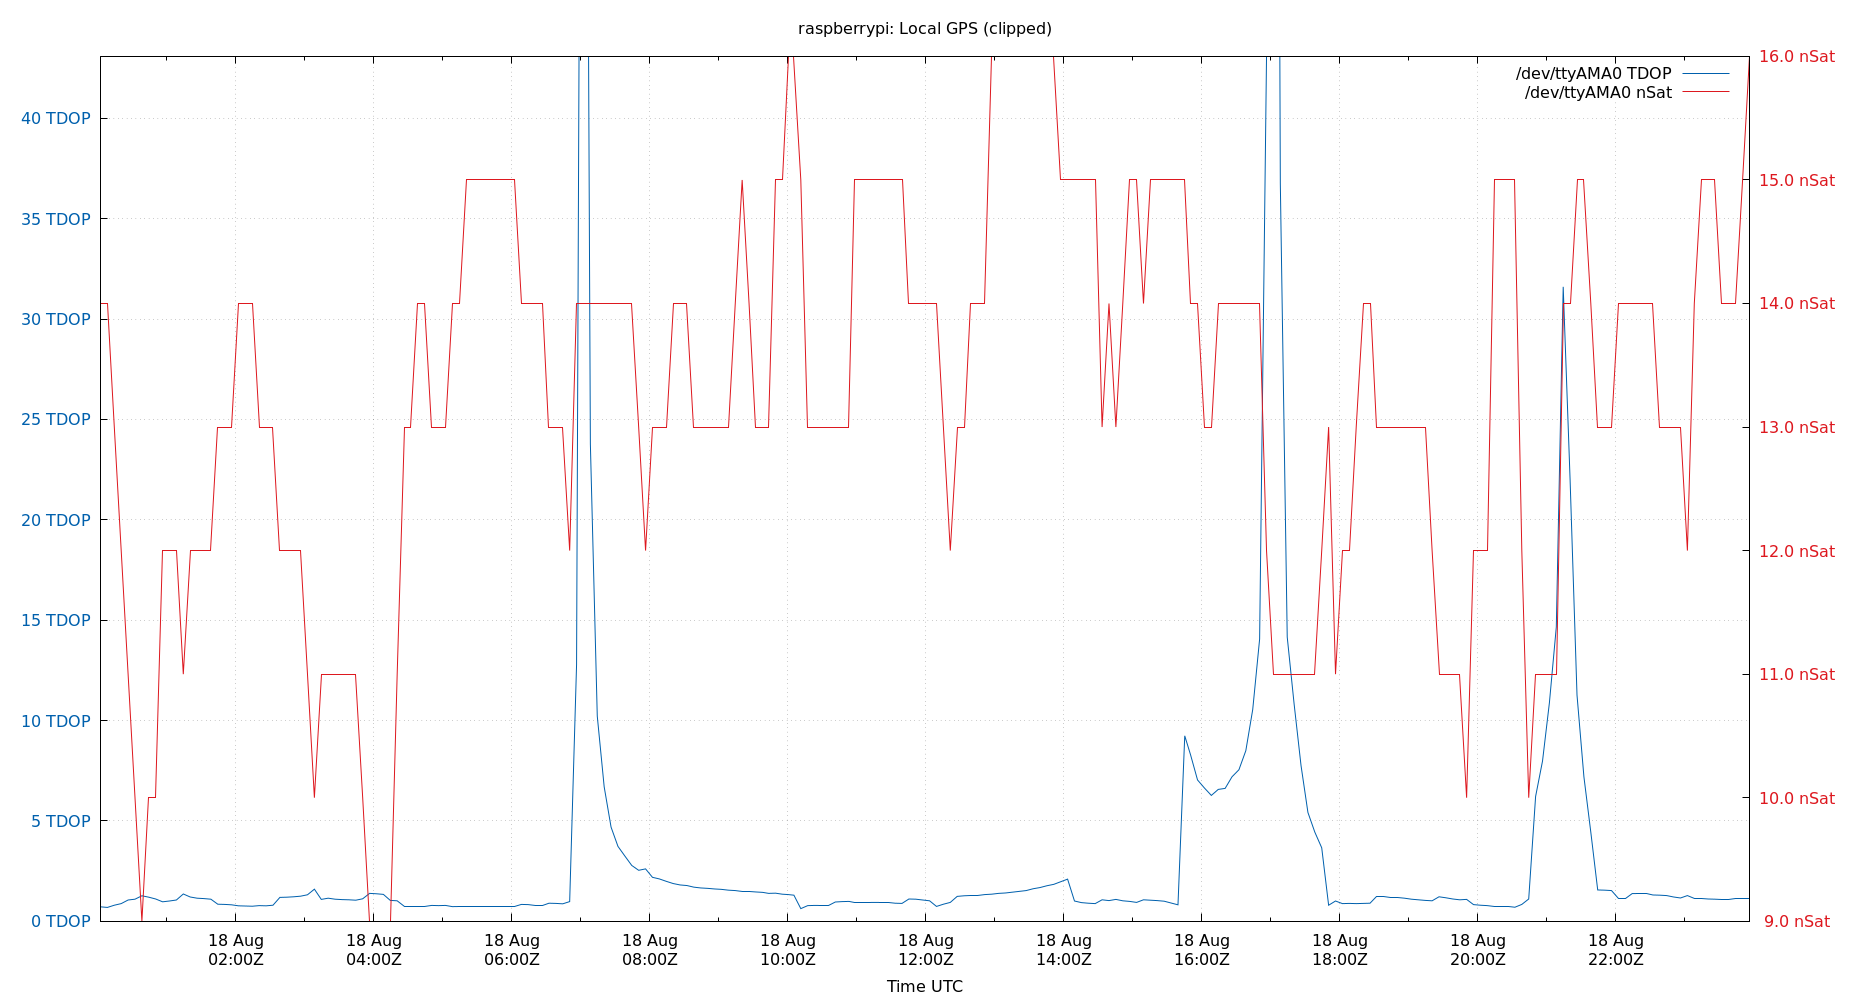 raspberrypi: Local GPS (clipped)
/dev/ttyAMA0 TDOP
/dev/ttyAMA0 nSat
40 TDOP
35 TDOP
30 TDOP
25 TDOP
20 TDOP
15 TDOP
10 TDOP
5 TDOP
0 TDOP
16.0 nSat
15.0 nSat
14.0 nSat
13.0 nSat
12.0 nSat
11.0 nSat
10.0 nSat
9.0 nSat
18 Aug
02:00Z
18 Aug
04:00Z
18 Aug
06:00Z
18 Aug
08:00Z
18 Aug
10:00Z
18 Aug
12:00Z
18 Aug
14:00Z
18 Aug
16:00Z
18 Aug
18:00Z
18 Aug
20:00Z
18 Aug
22:00Z
Time UTC